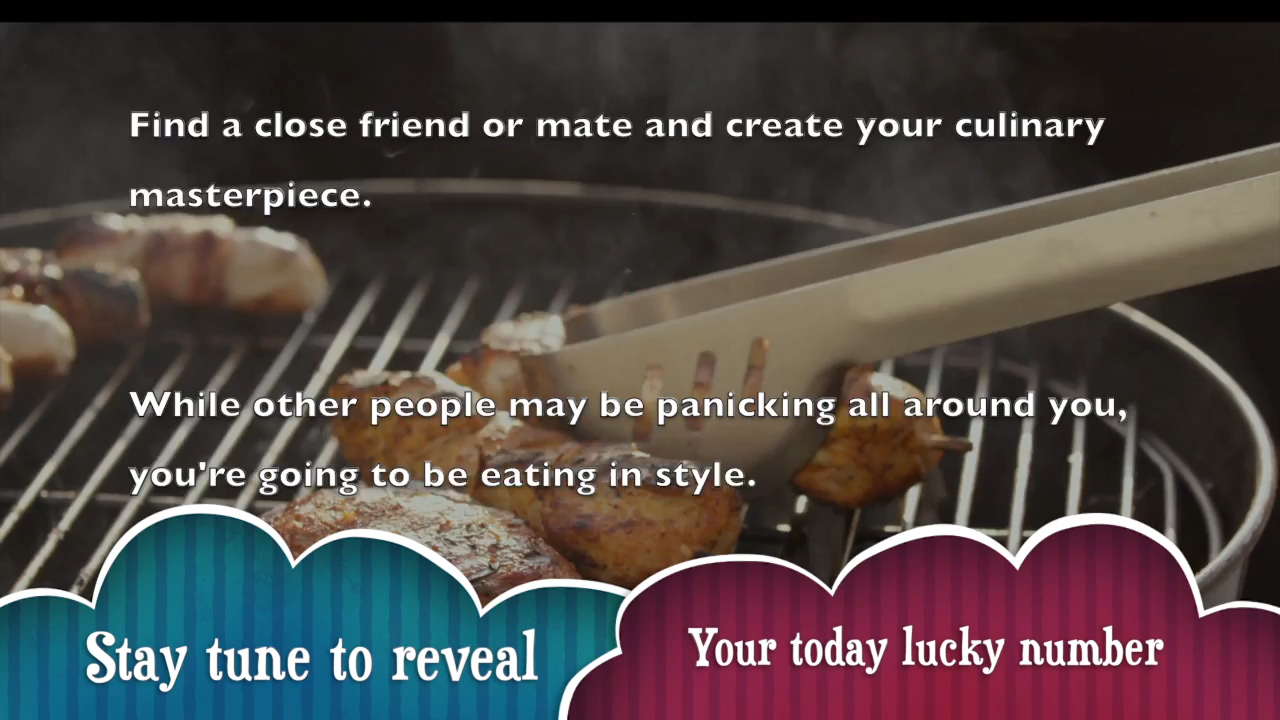 Find a close friend or mate and create your culinary
masterpiece.
While other people may be panicking all around you,
you're going to be eating in style.
Stay tune to reveal
Your today lucky number